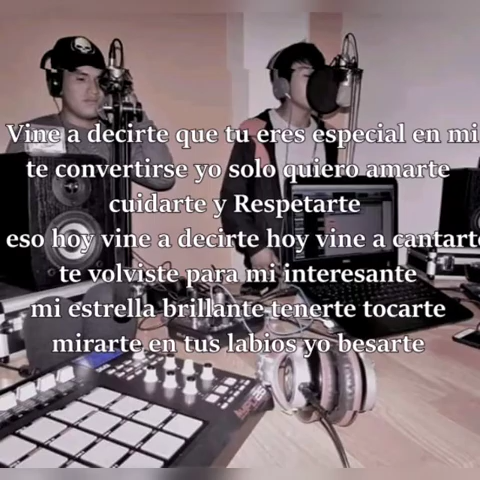 Vine a decirte que tu eres especial en mi
te convertirse yo solo quiero amarte
cuidarte y Respetarte
eso hoy vine a decirte hoy vine a cantarte
te volviste para mi interesante
mi estrella brillante tenerte tocarte
mirarte en tus labios yo besarte